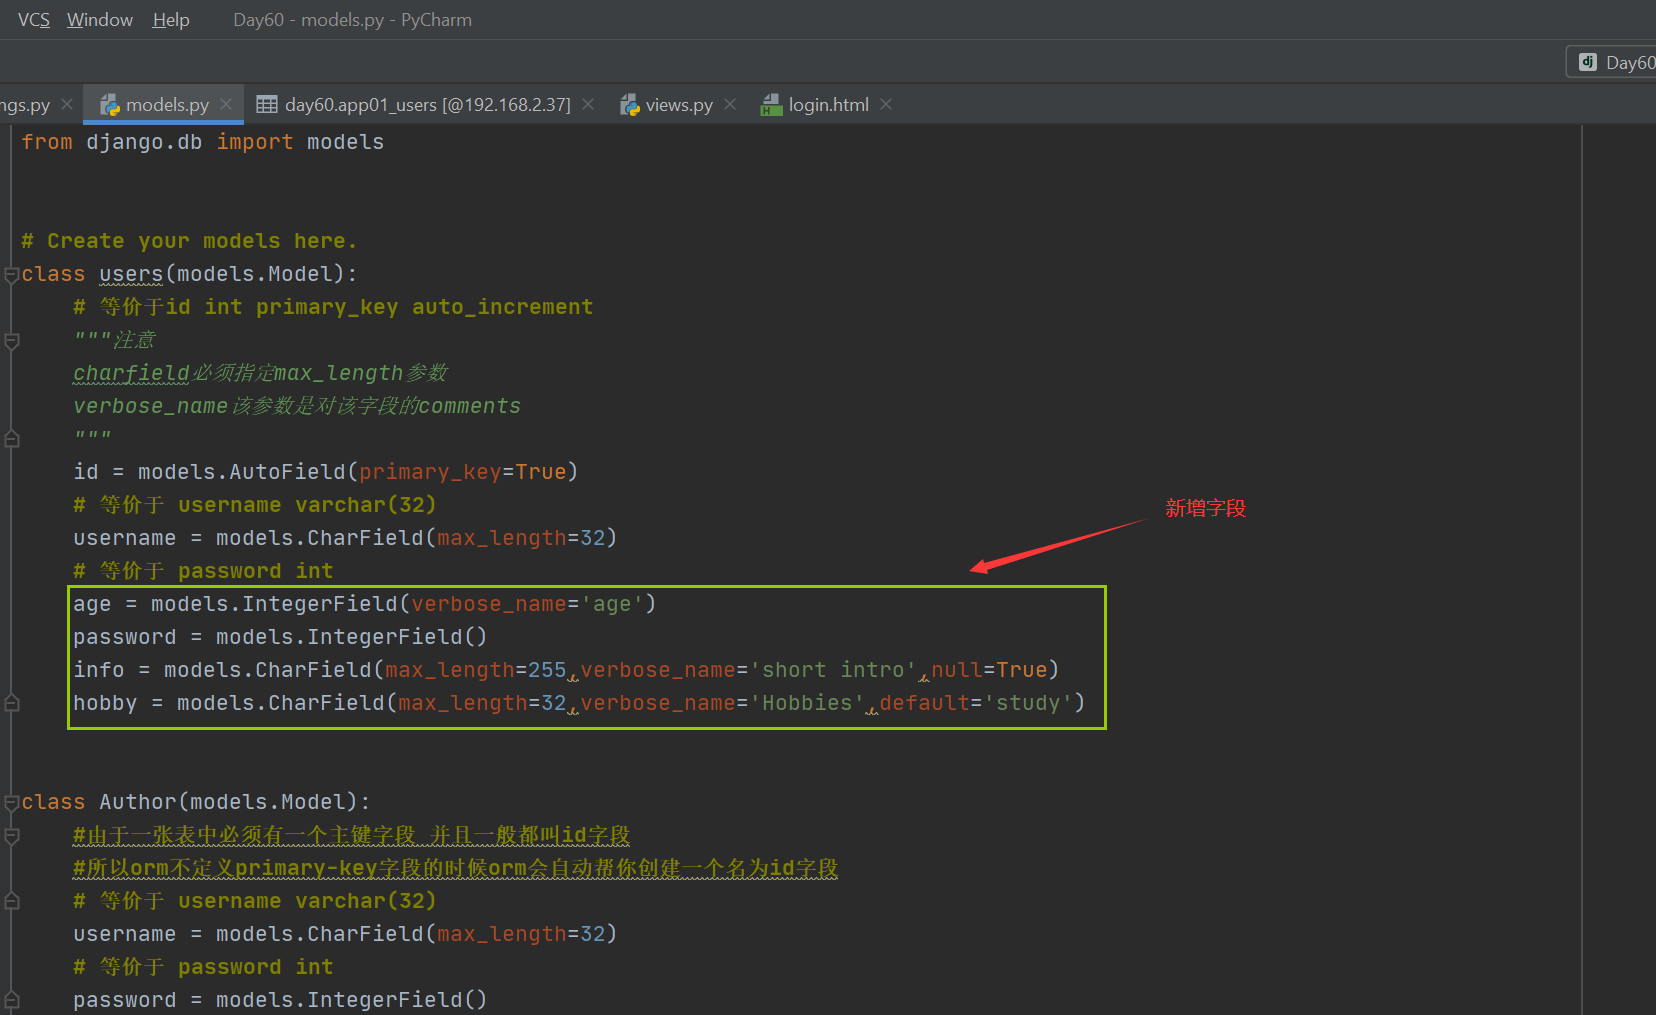 VCS Window Help Day60 - models.py - PyCharm
Day60
ngs.py models.py day60.app01_users [@192.168.2.37] views.py login.html
from django.db import models
# Create your models here.
class users(models.Model):
# 等价于id int primary_key auto_increment
"""注意
charfield必须指定max_length参数
verbose_name该参数是对该字段的comments
"""
id = models.AutoField(primary_key=True)
# 等价于 username varchar(32)
新增字段
username = models.CharField(max_length=32)
# 等价于 password int
age = models.IntegerField(verbose_name='age')
password = models.IntegerField()
info = models.CharField(max_length=255,verbose_name='short intro',null=True)
hobby = models.CharField(max_length=32,verbose_name='Hobbies',default='study')
class Author(models.Model):
#由于一张表中必须有一个主键字段 并且一般都叫id字段
#所以orm不定义primary-key字段的时候orm会自动帮你创建一个名为id字段
# 等价于 username varchar(32)
username = models.CharField(max_length=32)
# 等价于 password int
password = models.IntegerField()